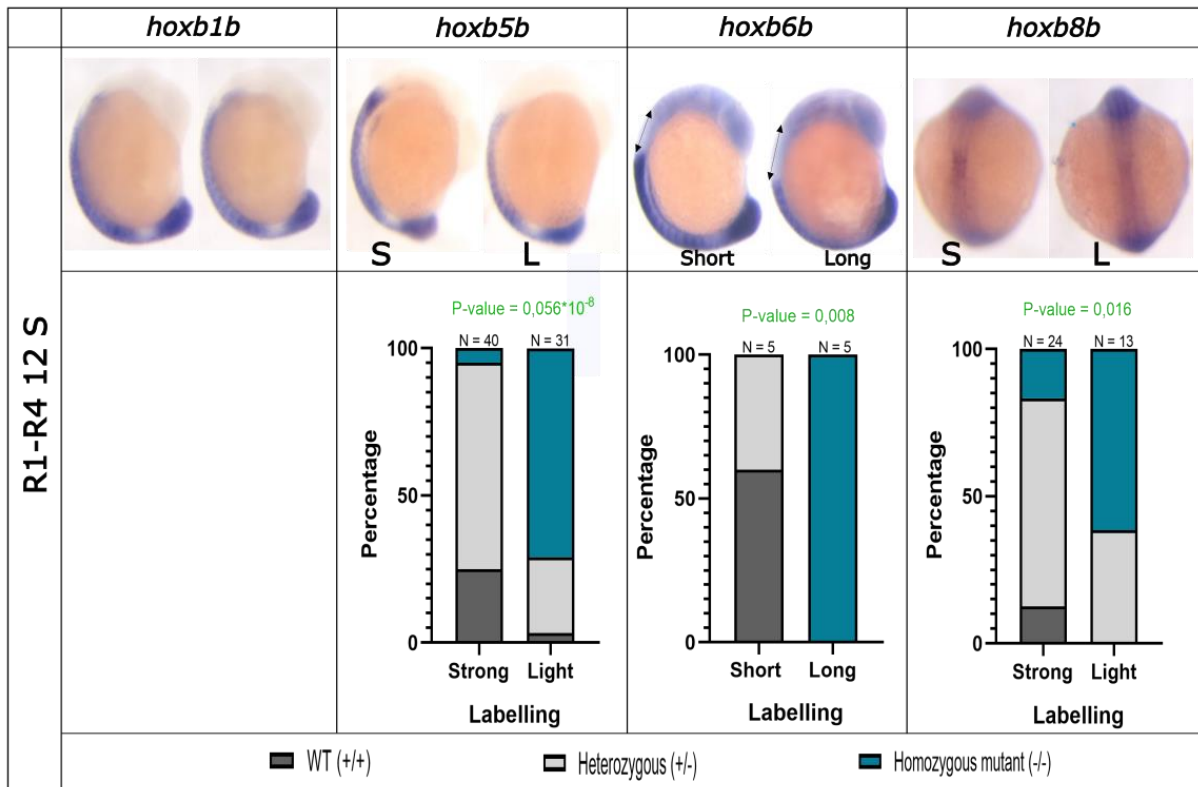 hoxb1b
hoxb5b
hoxb6b
hoxb8b
R1-R4 12 S
S
L
Short
Long
S
L
P-value = 0,056*10-8
N = 40
N = 31
100
50
0
Percentage
Strong
Light
Labelling
P-value = 0,008
N = 5
N = 5
100
50
0
Percentage
Short
Long
Labelling
P-value = 0,016
N = 24
N = 13
100
50
0
Percentage
Strong
Light
Labelling
WT (+/+)
Heterozygous (+/-)
Homozygous mutant (-/-)